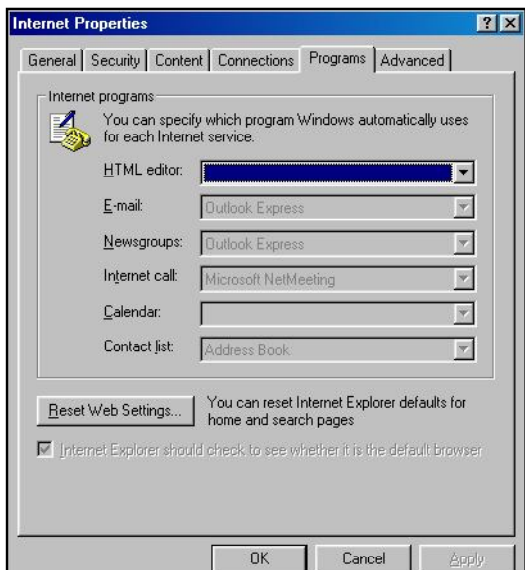 Internet Properties
General Security Content Connections Programs Advanced
Internet programs
You can specify which program Windows automatically uses
for each Internet service.
HTML editor:
E-mail: Outlook Express
Newsgroups: Outlook Express
Internet call: Microsoft NetMeeting
Calendar:
Contact list: Address Book
Reset Web Settings... You can reset Internet Explorer defaults for
home and search pages
Internet Explorer should check to see whether it is the default browser
OK Cancel Apply